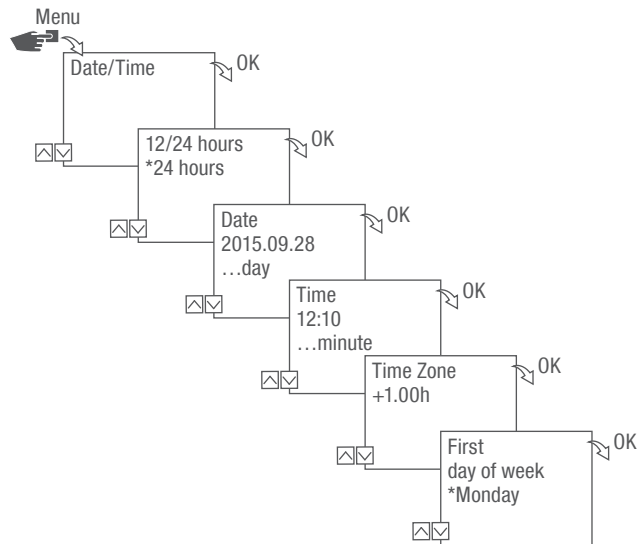 Menu
Date/Time
OK
12/24 hours
*24 hours
OK
Date
2015.09.28
…day
OK
Time
12:10
…minute
OK
Time Zone
+1.00h
OK
First
day of week
*Monday
OK